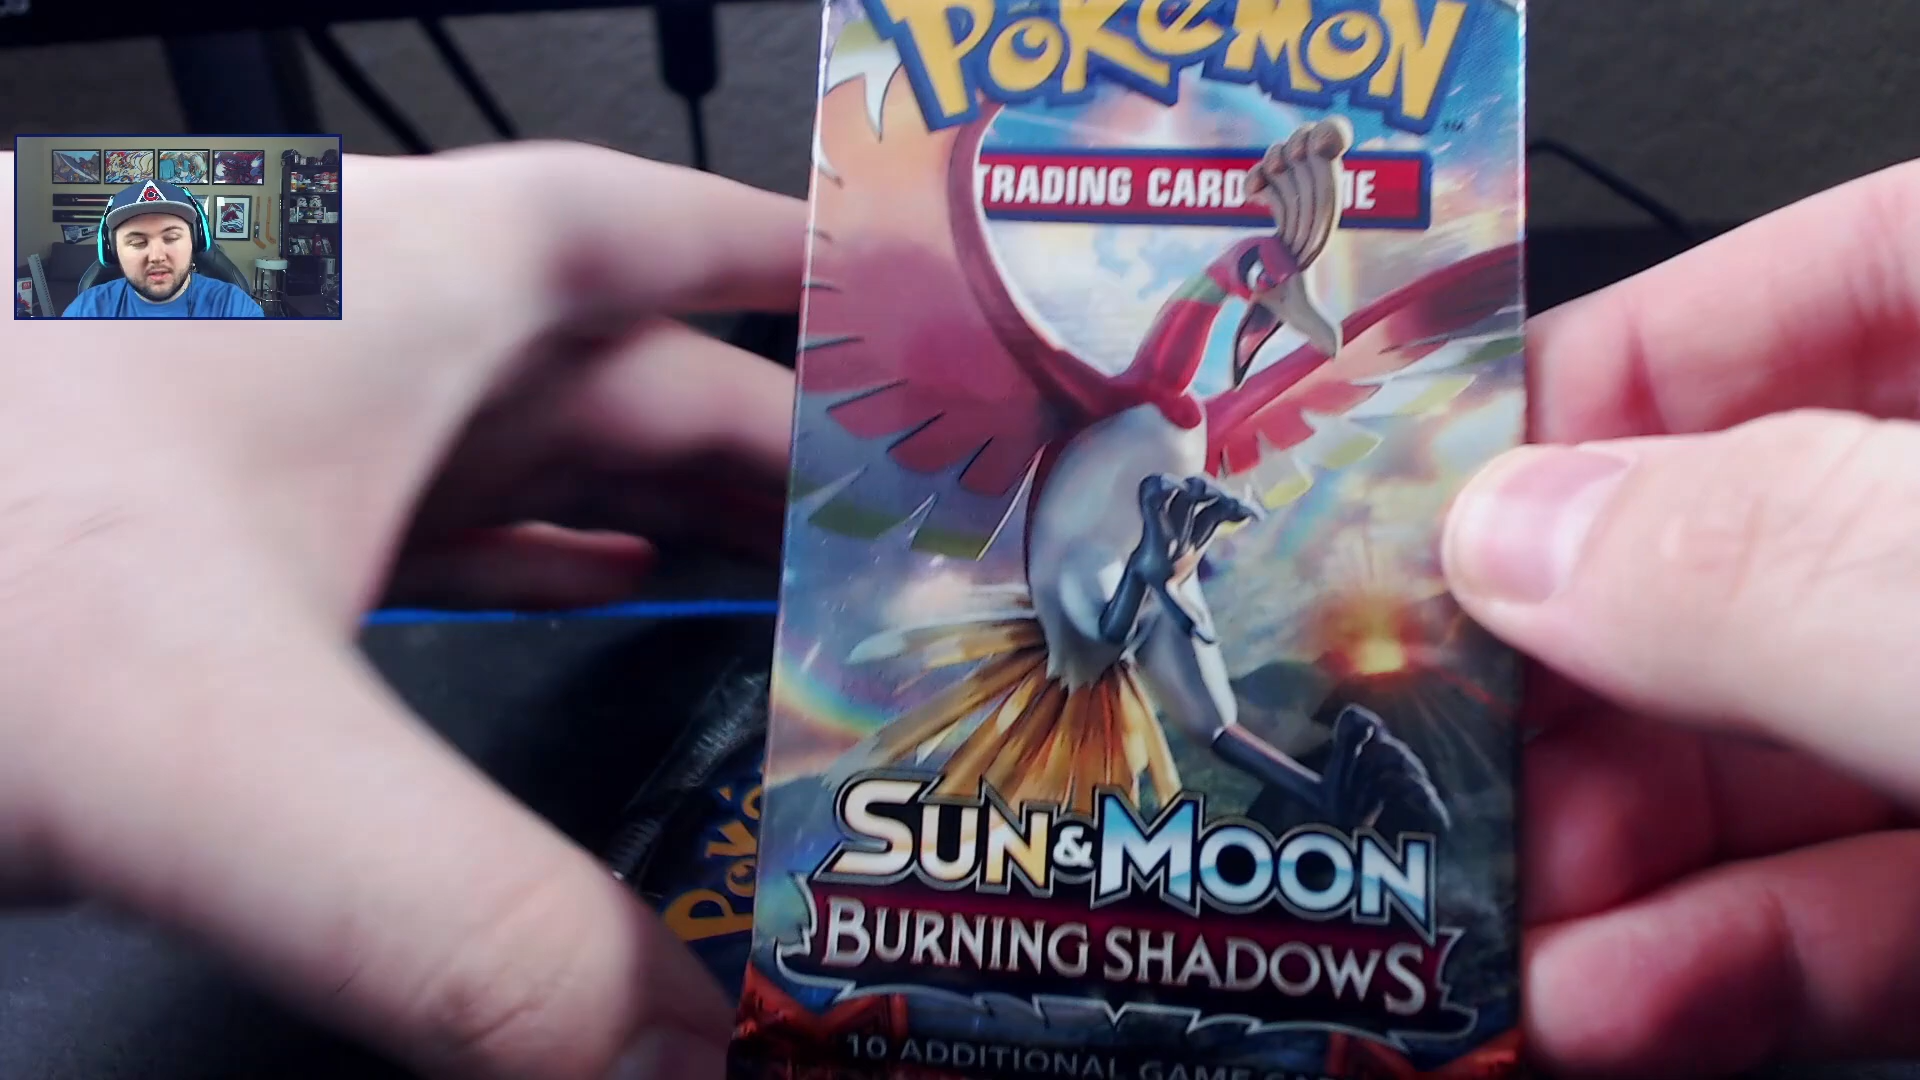 POKÉMON
TRADING CARD
SUN & MOON
BURNING SHADOWS
10 ADDITIONAL GAME